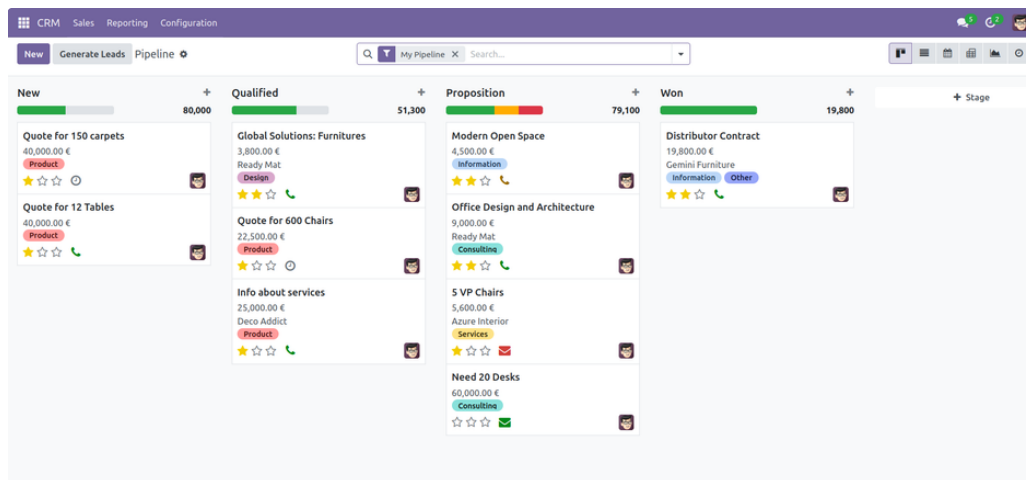 CRM Sales Reporting Configuration 5 2
New Generate Leads Pipeline My Pipeline Search...
New
80,000
Quote for 150 carpets
40,000.00 €
Product
Quote for 12 Tables
40,000.00 €
Product
Qualified
51,300
Global Solutions: Furnitures
3,800.00 €
Ready Mat
Design
Quote for 600 Chairs
22,500.00 €
Product
Info about services
25,000.00 €
Deco Addict
Product
Proposition
79,100
Modern Open Space
4,500.00 €
Information
Office Design and Architecture
9,000.00 €
Ready Mat
Consulting
5 VP Chairs
5,600.00 €
Azure Interior
Services
Need 20 Desks
60,000.00 €
Consulting
Won
19,800
Distributor Contract
19,800.00 €
Gemini Furniture
Information Other
+ Stage